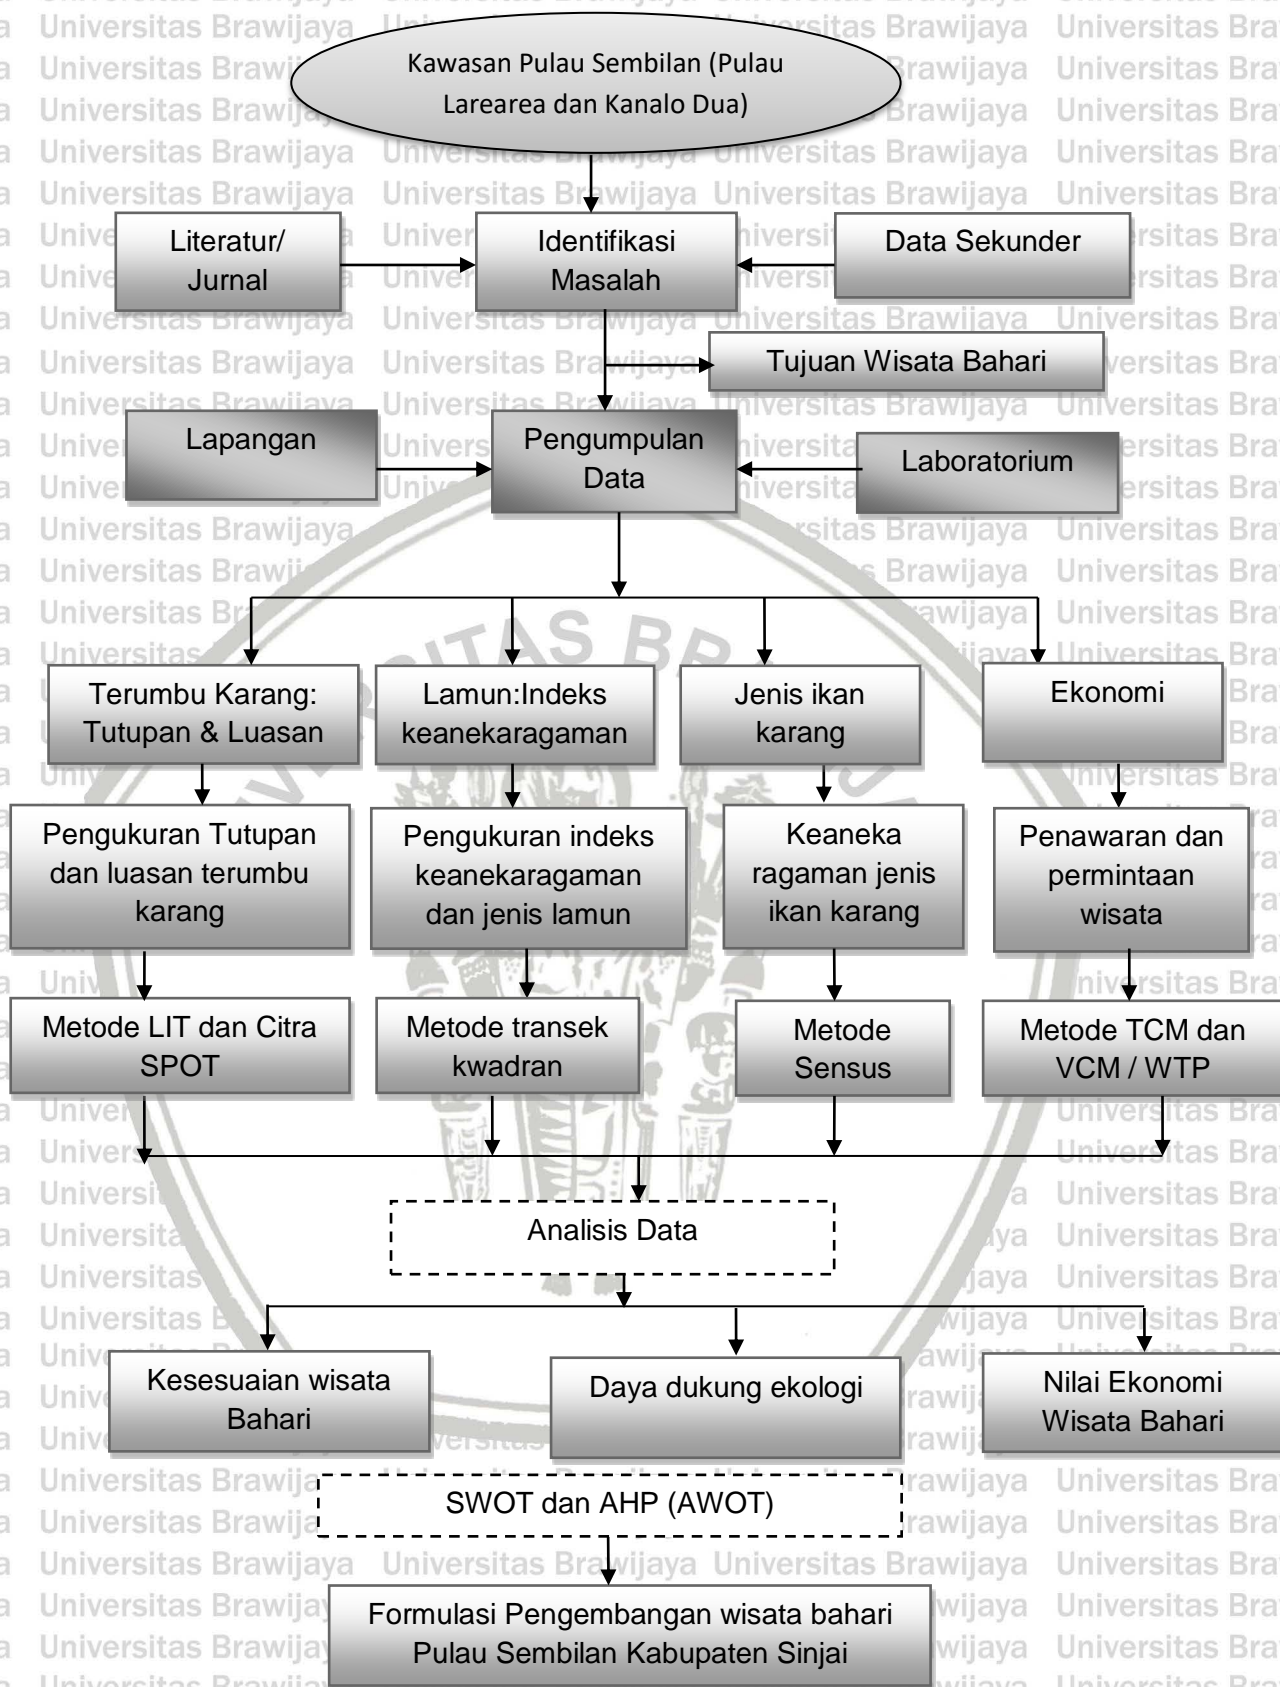 Kawasan Pulau Sembilan (Pulau
Larearea dan Kanalo Dua)
Literatur/
Jurnal
Identifikasi
Masalah
Data Sekunder
Tujuan Wisata Bahari
Lapangan
Pengumpulan
Data
Laboratorium
Terumbu Karang:
Tutupan & Luasan
Lamun:Indeks
keanekaragaman
Jenis ikan
karang
Ekonomi
Pengukuran Tutupan
dan luasan terumbu
karang
Pengukuran indeks
keanekaragaman
dan jenis lamun
Keaneka
ragaman jenis
ikan karang
Penawaran dan
permintaan
wisata
Metode LIT dan Citra
SPOT
Metode transek
kwadran
Metode
Sensus
Metode TCM dan
VCM / WTP
Analisis Data
Kesesuaian wisata
Bahari
Daya dukung ekologi
Nilai Ekonomi
Wisata Bahari
SWOT dan AHP (AWOT)
Formulasi Pengembangan wisata bahari
Pulau Sembilan Kabupaten Sinjai